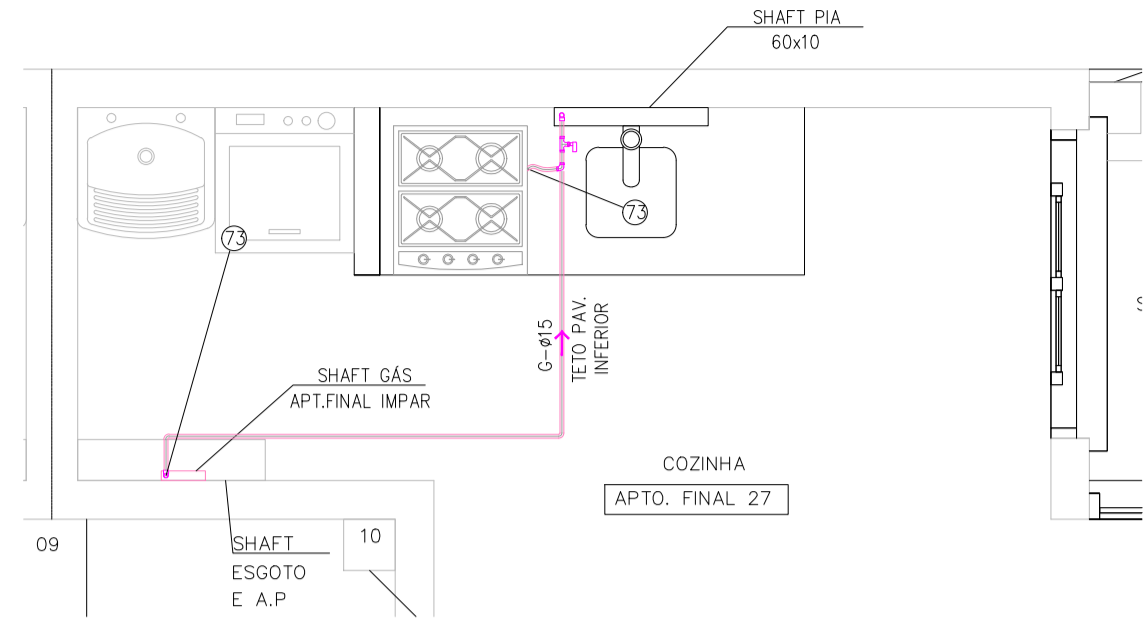 SHAFT PIA
60x10
73
73
G-ø15
TETO PAV.
INFERIOR
SHAFT GÁS
APT.FINAL IMPAR
COZINHA
APTO. FINAL 27
S
09
10
SHAFT
ESGOTO
E A.P